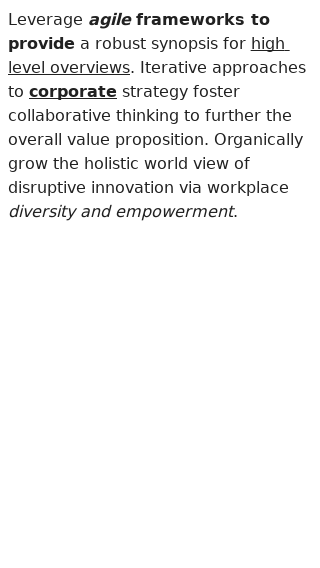 Leverage agile frameworks to
provide a robust synopsis for high
level overviews. Iterative approaches
to corporate strategy foster
collaborative thinking to further the
overall value proposition. Organically
grow the holistic world view of
disruptive innovation via workplace
diversity and empowerment.